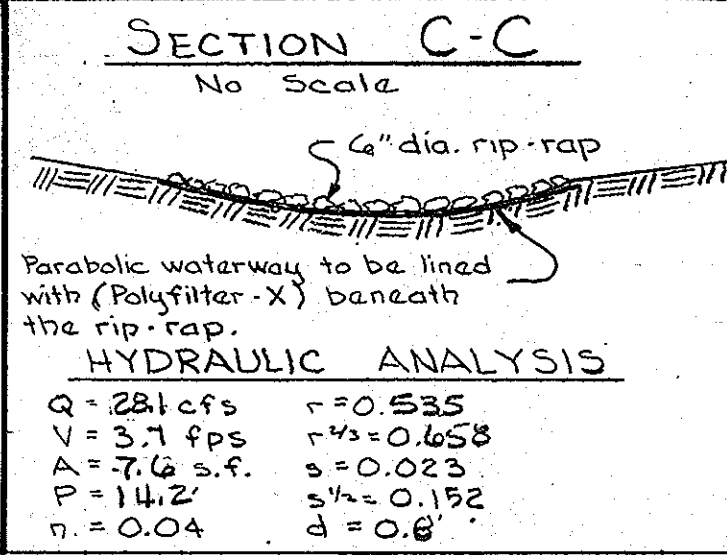 SECTION C-C
No Scale
6" dia. rip-rap
Parabolic waterway to be lined
with (Polyfilter-X) beneath
the rip-rap.
HYDRAULIC ANALYSIS
Q = 28.1 cfs r = 0.535
V = 3.7 fps r²/³ = 0.658
A = 7.6 s.f. s = 0.023
P = 14.2' s¹/² = 0.152
n. = 0.04 d = 0.8'